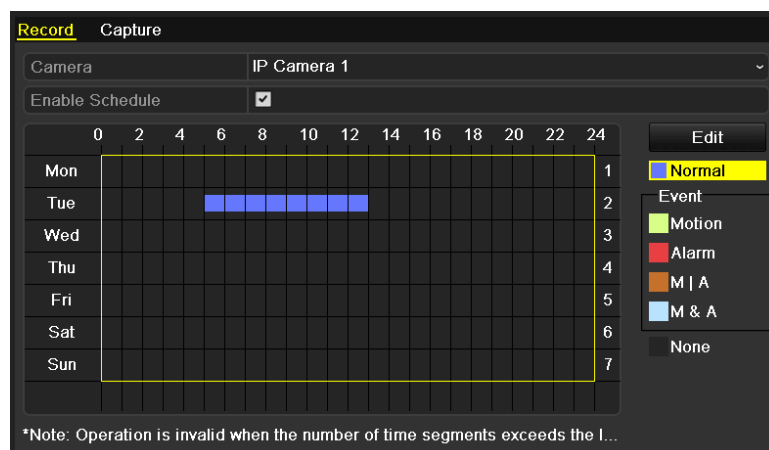 Record Capture
Camera IP Camera 1
Enable Schedule
0 2 4 6 8 10 12 14 16 18 20 22 24
Edit
Mon 1
Normal
Tue 2
Event
Motion
Wed 3
Alarm
Thu 4
M | A
Fri 5
M & A
Sat 6
None
Sun 7
*Note: Operation is invalid when the number of time segments exceeds the l...